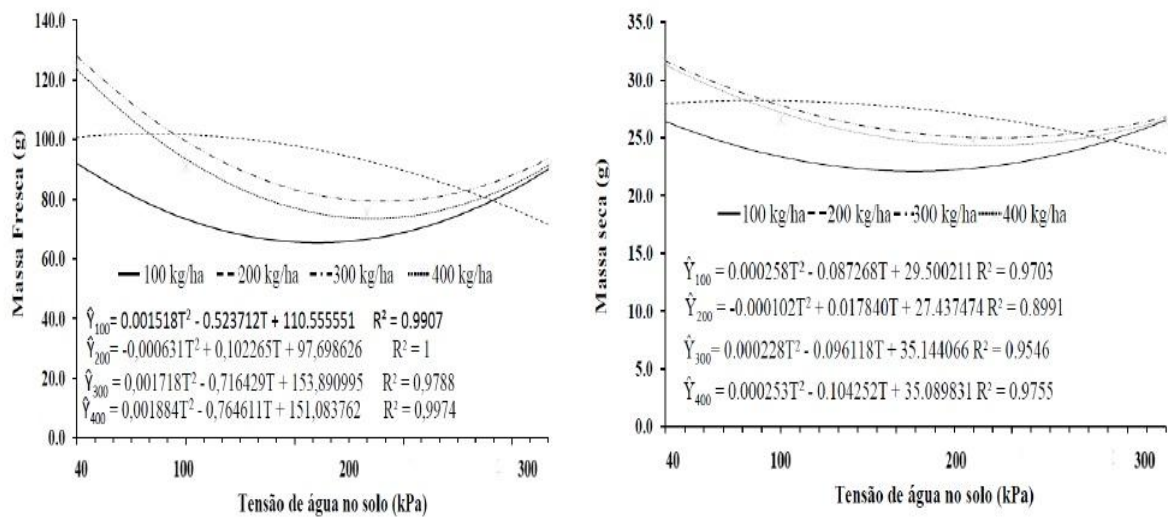 140.0
120.0
100.0
80.0
60.0
40.0
20.0
0.0
Massa Fresca (g)
100 kg/ha 200 kg/ha 300 kg/ha 400 kg/ha
Ŷ100= 0.001518T² - 0.523712T + 110.555551 R² = 0.9907
Ŷ200= -0,000631T² + 0,102265T + 97,698626 R² = 1
Ŷ300= 0,001718T² - 0,716429T + 153,890995 R² = 0,9788
Ŷ400= 0,001884T² - 0,764611T + 151,083762 R² = 0,9974
40 100 200 300
Tensão de água no solo (kPa)
35.0
30.0
25.0
20.0
15.0
10.0
5.0
0.0
Massa seca (g)
100 kg/ha 200 kg/ha 300 kg/ha 400 kg/ha
Ŷ100= 0.000258T² - 0.087268T + 29.500211 R² = 0.9703
Ŷ200= -0.000102T² + 0.017840T + 27.437474 R² = 0.8991
Ŷ300= 0.000228T² - 0.096118T + 35.144066 R² = 0.9546
Ŷ400= 0.000253T² - 0.104252T + 35.089831 R² = 0.9755
40 100 200 300
Tensão de água no solo (kPa)